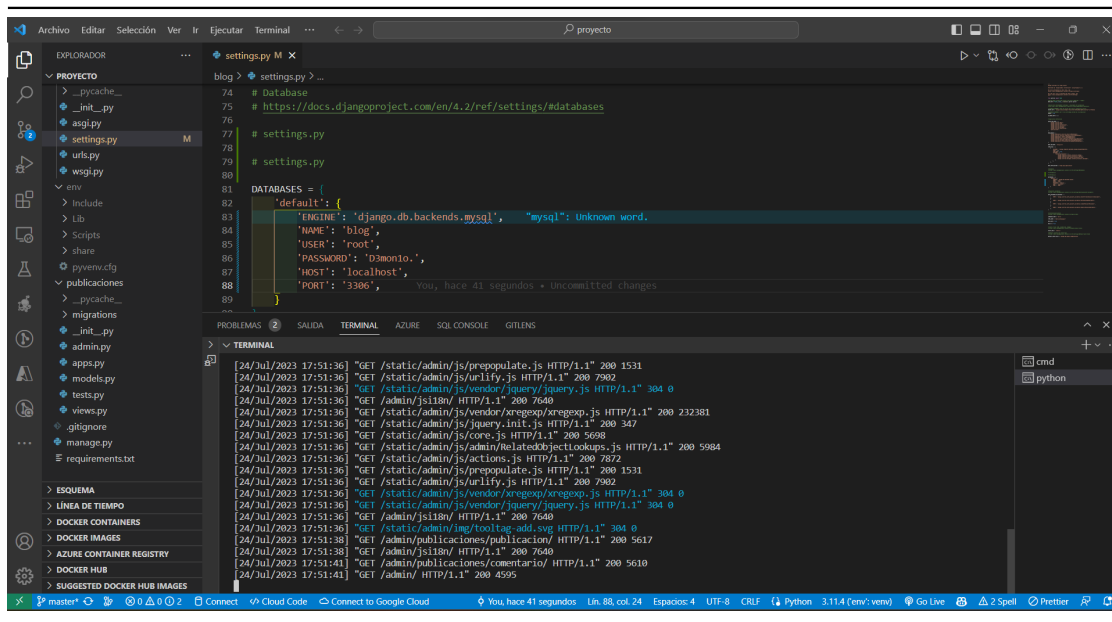 Archivo Editar Selección Ver Ir Ejecutar Terminal ... proyecto
EXPLORADOR ...
PROYECTO
__pycache__
__init__.py
asgi.py
settings.py M
urls.py
wsgi.py
env
Include
Lib
Scripts
share
pyvenv.cfg
publicaciones
__pycache__
migrations
__init__.py
admin.py
apps.py
models.py
tests.py
views.py
.gitignore
manage.py
requirements.txt
ESQUEMA
LÍNEA DE TIEMPO
DOCKER CONTAINERS
DOCKER IMAGES
AZURE CONTAINER REGISTRY
DOCKER HUB
SUGGESTED DOCKER HUB IMAGES
2
settings.py M
blog > settings.py > ...
74 # Database
75 # https://docs.djangoproject.com/en/4.2/ref/settings/#databases
76
77 # settings.py
78
79 # settings.py
80
81 DATABASES = {
82 'default': {
83 'ENGINE': 'django.db.backends.mysql', "mysql": Unknown word.
84 'NAME': 'blog',
85 'USER': 'root',
86 'PASSWORD': 'D3mon1o.',
87 'HOST': 'localhost',
88 'PORT': '3306', You, hace 41 segundos • Uncommitted changes
89 }
PROBLEMAS 2 SALIDA TERMINAL AZURE SQL CONSOLE GITLENS
TERMINAL
[24/Jul/2023 17:51:36] "GET /static/admin/js/prepopulate.js HTTP/1.1" 200 1531
[24/Jul/2023 17:51:36] "GET /static/admin/js/urlify.js HTTP/1.1" 200 7902
[24/Jul/2023 17:51:36] "GET /static/admin/js/vendor/jquery/jquery.js HTTP/1.1" 304 0
[24/Jul/2023 17:51:36] "GET /admin/jsi18n/ HTTP/1.1" 200 7640
[24/Jul/2023 17:51:36] "GET /static/admin/js/vendor/xregexp/xregexp.js HTTP/1.1" 200 232381
[24/Jul/2023 17:51:36] "GET /static/admin/js/jquery.init.js HTTP/1.1" 200 347
[24/Jul/2023 17:51:36] "GET /static/admin/js/core.js HTTP/1.1" 200 5698
[24/Jul/2023 17:51:36] "GET /static/admin/js/admin/RelatedObjectLookups.js HTTP/1.1" 200 5984
[24/Jul/2023 17:51:36] "GET /static/admin/js/actions.js HTTP/1.1" 200 7872
[24/Jul/2023 17:51:36] "GET /static/admin/js/prepopulate.js HTTP/1.1" 200 1531
[24/Jul/2023 17:51:36] "GET /static/admin/js/urlify.js HTTP/1.1" 200 7902
[24/Jul/2023 17:51:36] "GET /static/admin/js/vendor/xregexp/xregexp.js HTTP/1.1" 304 0
[24/Jul/2023 17:51:36] "GET /static/admin/js/vendor/jquery/jquery.js HTTP/1.1" 304 0
[24/Jul/2023 17:51:36] "GET /admin/jsi18n/ HTTP/1.1" 200 7640
[24/Jul/2023 17:51:36] "GET /static/admin/img/tooltag-add.svg HTTP/1.1" 304 0
[24/Jul/2023 17:51:38] "GET /admin/publicaciones/publicacion/ HTTP/1.1" 200 5617
[24/Jul/2023 17:51:38] "GET /admin/jsi18n/ HTTP/1.1" 200 7640
[24/Jul/2023 17:51:41] "GET /admin/publicaciones/comentario/ HTTP/1.1" 200 5610
[24/Jul/2023 17:51:41] "GET /admin/ HTTP/1.1" 200 4595
cmd
python
master* 0 0 2 Connect Cloud Code Connect to Google Cloud You, hace 41 segundos Lín. 88, col. 24 Espacios: 4 UTF-8 CRLF Python 3.11.4 ('env': venv) Go Live 2 Spell Prettier